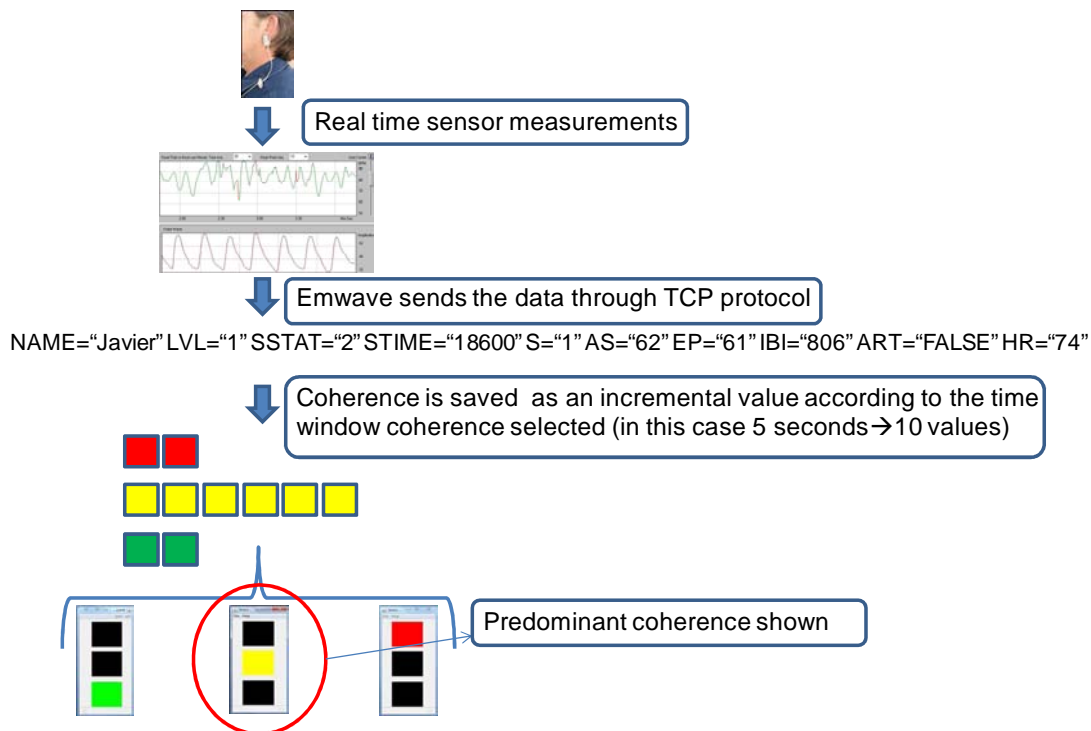 Real time sensor measurements
Emwave sends the data through TCP protocol
NAME=“Javier” LVL=“1” SSTAT=“2” STIME=“18600” S=“1” AS=“62” EP=“61” IBI=“806” ART=“FALSE” HR=“74”
Coherence is saved as an incremental value according to the time
window coherence selected (in this case 5 seconds→10 values)
Predominant coherence shown